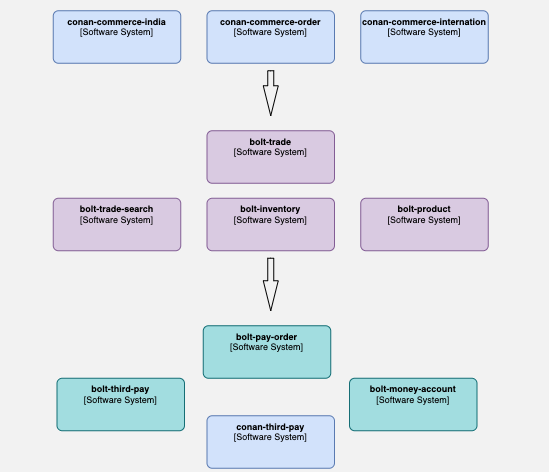 conan-commerce-india
[Software System]
conan-commerce-order
[Software System]
conan-commerce-internation
[Software System]
bolt-trade
[Software System]
bolt-trade-search
[Software System]
bolt-inventory
[Software System]
bolt-product
[Software System]
bolt-pay-order
[Software System]
bolt-third-pay
[Software System]
bolt-money-account
[Software System]
conan-third-pay
[Software System]